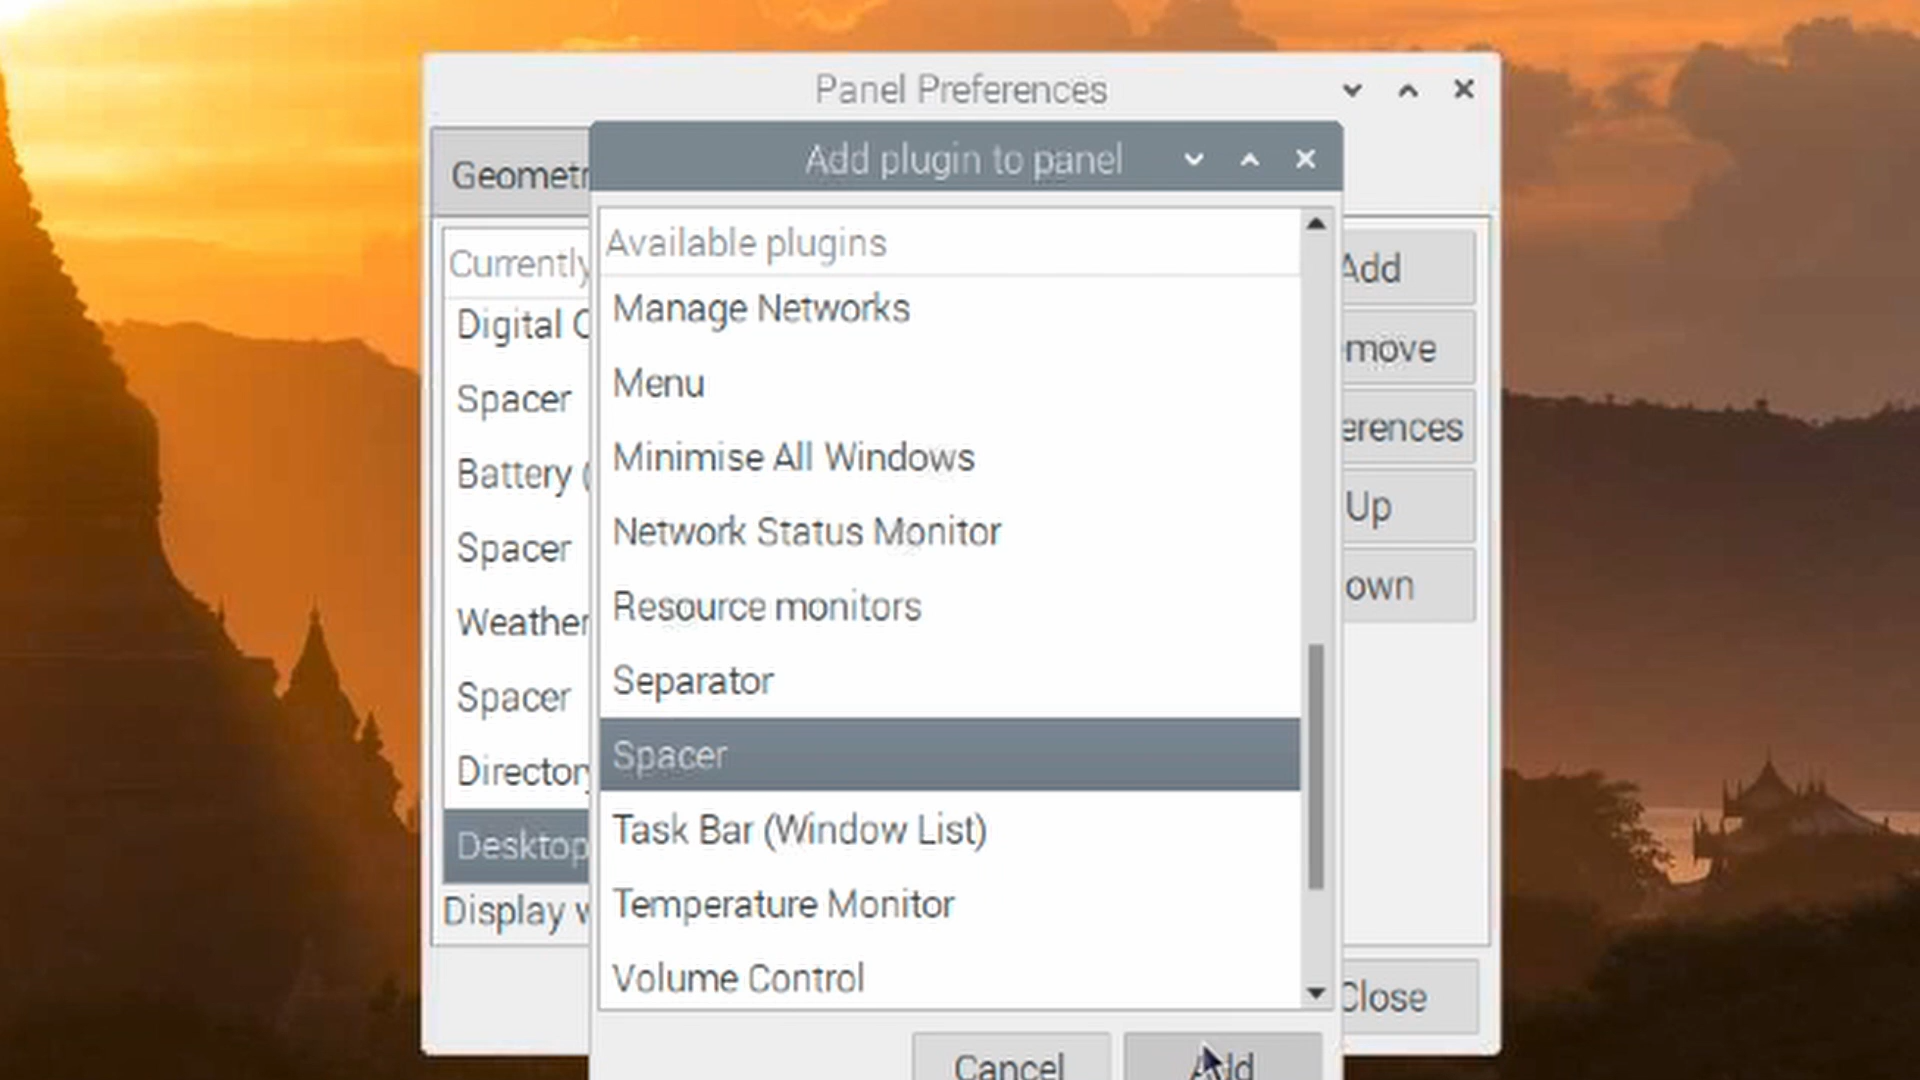 Panel Preferences
Add plugin to panel
Geometr
Available plugins
Currently
Manage Networks
Digital C
Menu
Spacer
Minimise All Windows
Battery (
Network Status Monitor
Spacer
Resource monitors
Weather
Separator
Spacer
Spacer
Directory
Task Bar (Window List)
Desktop
Temperature Monitor
Display w
Volume Control
Cancel
Add
Add
move
erences
Up
own
Close